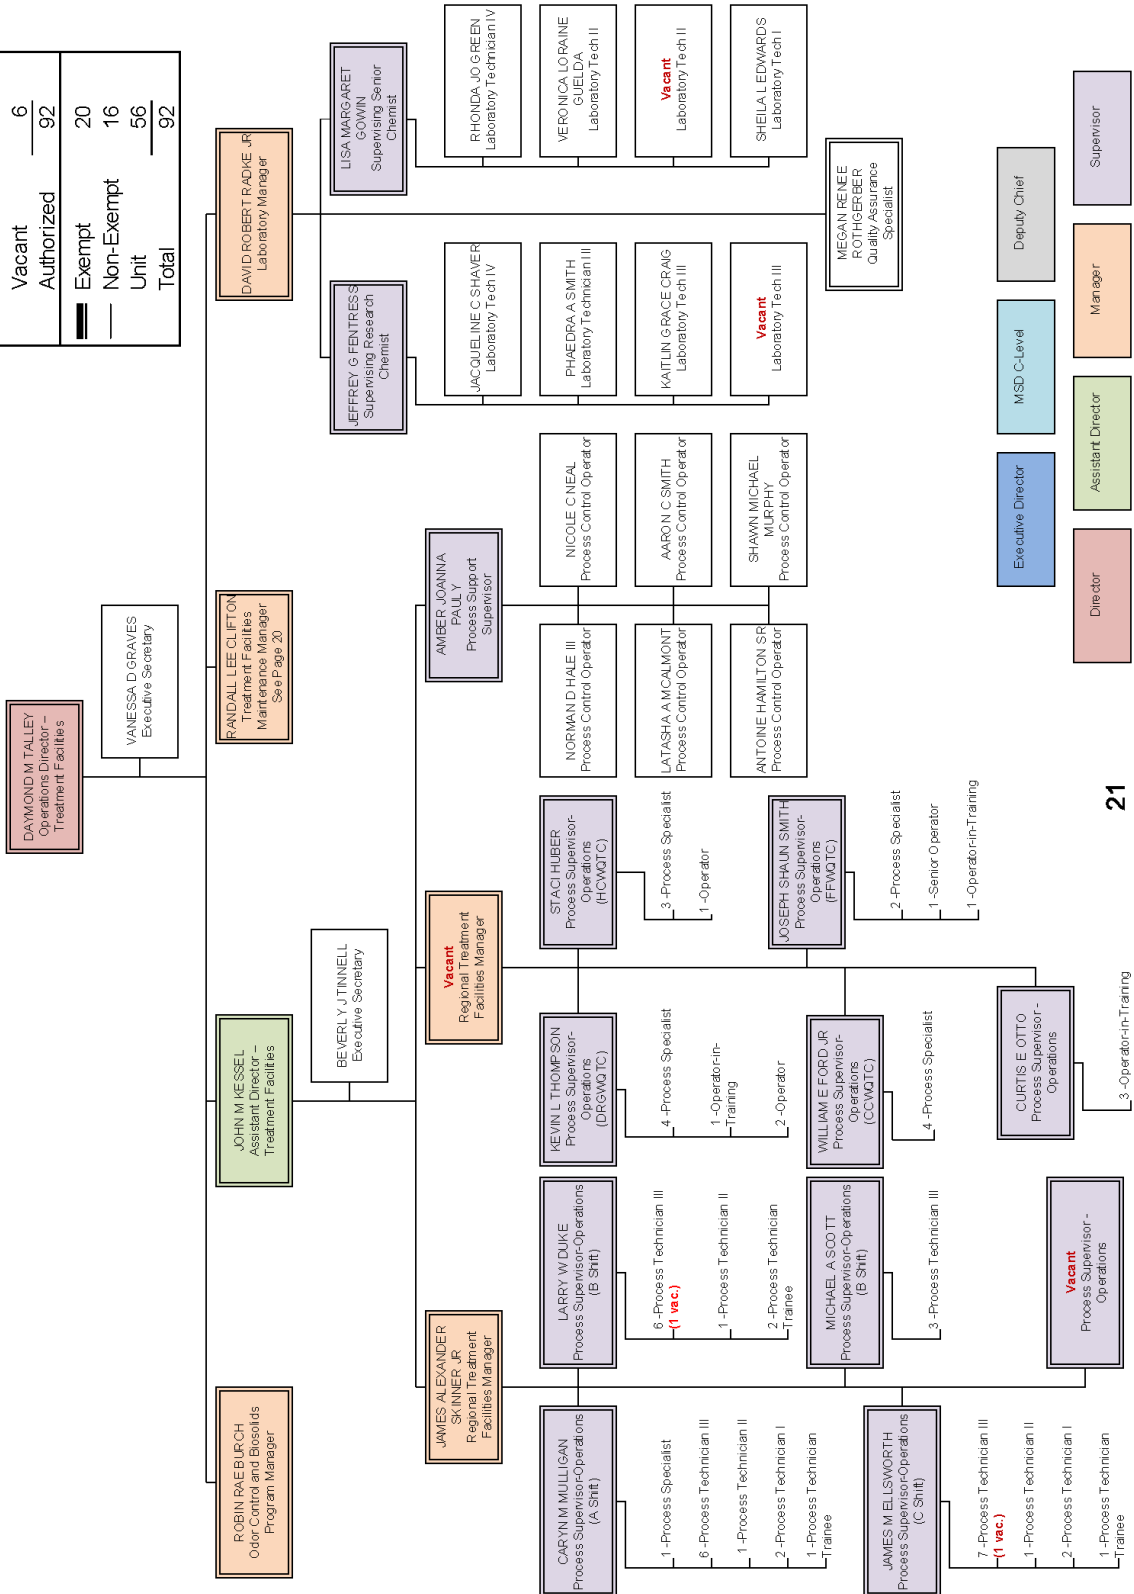 Vacant 6
Authorized 92
Exempt 20
Non-Exempt 16
Unit 56
Total 92
DAYMOND M TALLEY
Operations Director –
Treatment Facilities
VANESSA D GRAVES
Executive Secretary
ROBIN RAE BURCH
Odor Control and Biosolids
Program Manager
JOHN M KESSEL
Assistant Director –
Treatment Facilities
RANDALL LEE CLIFTON
Treatment Facilities
Maintenance Manager
See Page 20
DAVID ROBERT RADKE JR
Laboratory Manager
BEVERLY J TINNELL
Executive Secretary
JEFFREY G FENTRESS
Supervising Research
Chemist
LISA MARGARET
GOWIN
Supervising Senior
Chemist
JAMES ALEXANDER
SKINNER JR
Regional Treatment
Facilities Manager
Vacant
Regional Treatment
Facilities Manager
AMBER JOANNA
PAULY
Process Support
Supervisor
JACQUELINE C SHAVER
Laboratory Tech IV
PHAEDRA A SMITH
Laboratory Technician III
KAITLIN GRACE CRAIG
Laboratory Tech III
Vacant
Laboratory Tech III
RHONDA JO GREEN
Laboratory Technician IV
VERONICA LORAINE
GUELDA
Laboratory Tech II
Vacant
Laboratory Tech II
SHEILA L EDWARDS
Laboratory Tech I
MEGAN RENEE
ROTHGERBER
Quality Assurance
Specialist
CARYN M MULLIGAN
Process Supervisor-Operations
(A Shift)
1 -Process Specialist
6 -Process Technician III
1 -Process Technician II
2 -Process Technician I
1 -Process Technician
Trainee
LARRY W DUKE
Process Supervisor-Operations
(B Shift)
6 -Process Technician III
(1 vac.)
1 -Process Technician II
2 -Process Technician
Trainee
JAMES M ELLSWORTH
Process Supervisor-Operations
(C Shift)
7 -Process Technician III
(1 vac.)
1 -Process Technician II
2 -Process Technician I
1 -Process Technician
Trainee
MICHAEL A SCOTT
Process Supervisor-Operations
(B Shift)
3 -Process Technician III
Vacant
Process Supervisor -
Operations
KEVIN L THOMPSON
Process Supervisor-
Operations
(DRGWQTC)
4 -Process Specialist
1 -Operator-in-
Training
2 -Operator
STACI HUBER
Process Supervisor-
Operations
(HCWQTC)
3 -Process Specialist
1 -Operator
WILLIAM E FORD JR
Process Supervisor-
Operations
(CCWQTC)
4 -Process Specialist
JOSEPH SHAUN SMITH
Process Supervisor-
Operations
(FFWQTC)
2 -Process Specialist
1 -Senior Operator
1 -Operator-in-Training
CURTIS E OTTO
Process Supervisor -
Operations
3 -Operator-in-Training
NORMAN D HALE III
Process Control Operator
NICOLE C NEAL
Process Control Operator
LATASHA A MCALMONT
Process Control Operator
AARON C SMITH
Process Control Operator
ANTOINE HAMILTON SR
Process Control Operator
SHAWN MICHAEL
MURPHY
Process Control Operator
Executive Director
MSD C-Level
Deputy Chief
Director
Assistant Director
Manager
Supervisor
21